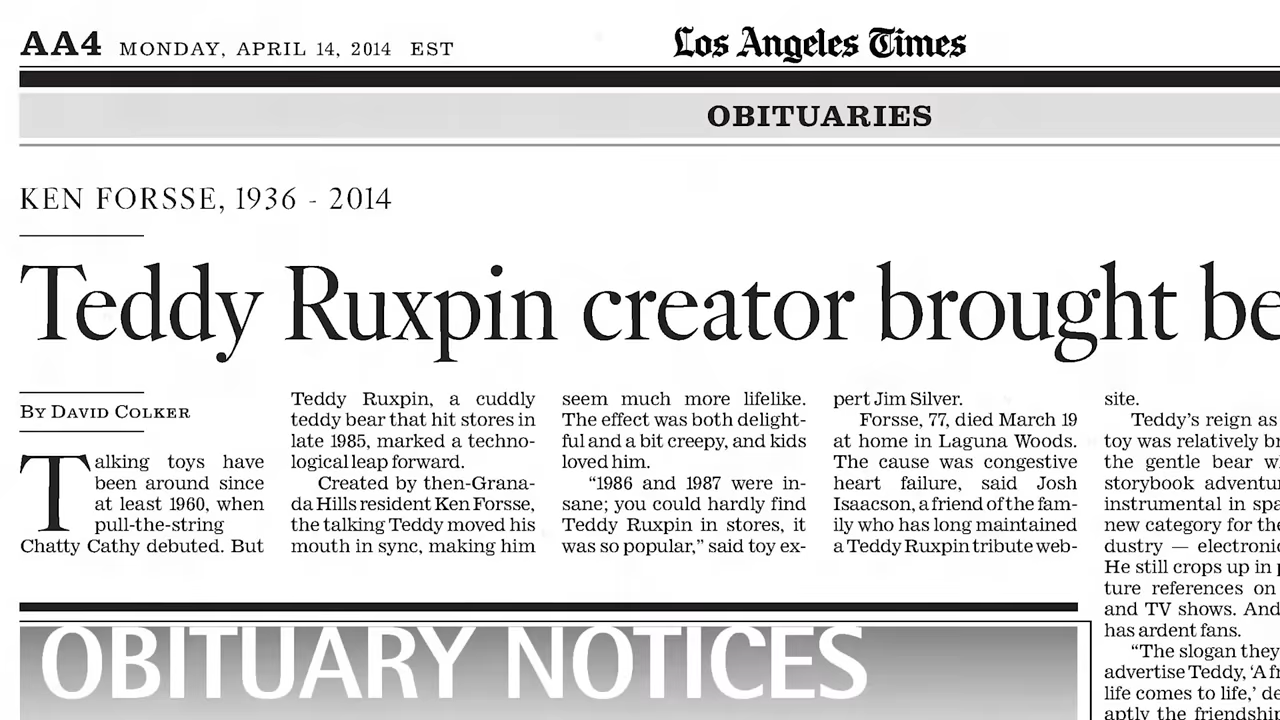 AA4 MONDAY, APRIL 14, 2014 EST
Los Angeles Times
OBITUARIES
KEN FORSSE, 1936 - 2014
Teddy Ruxpin creator brought
BY DAVID COLKER
Talking toys have
been around since
at least 1960, when
pull-the-string
Chatty Cathy debuted. But
Teddy Ruxpin, a cuddly
teddy bear that hit stores in
late 1985, marked a techno-
logical leap forward.
Created by then-Grana-
da Hills resident Ken Forsse,
the talking Teddy moved his
mouth in sync, making him
seem much more lifelike.
The effect was both delight-
ful and a bit creepy, and kids
loved him.
“1986 and 1987 were in-
sane; you could hardly find
Teddy Ruxpin in stores, it
was so popular,” said toy ex-
pert Jim Silver.
Forsse, 77, died March 19
at home in Laguna Woods.
The cause was congestive
heart failure, said Josh
Isaacson, a friend of the fam-
ily who has long maintained
a Teddy Ruxpin tribute web-
site.
Teddy’s reign as
toy was relatively
the gentle bear
storybook
instrumental in
new category for
dustry —
He still crops up in
ture references on
and TV shows. And
has ardent fans.
“The slogan they
advertise Teddy, ‘A
life comes to life,’
aptly the
OBITUARY NOTICES